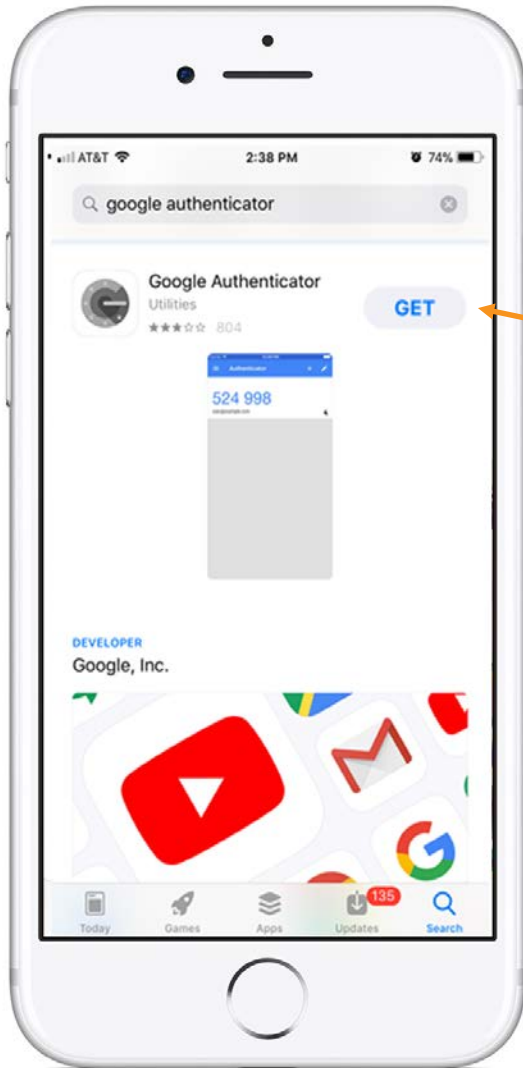 AT&T 2:38 PM 74%
google authenticator
Google Authenticator
Utilities
GET
804
Authenticator
524 998
DEVELOPER
Google, Inc.
Today Games Apps Updates 135 Search